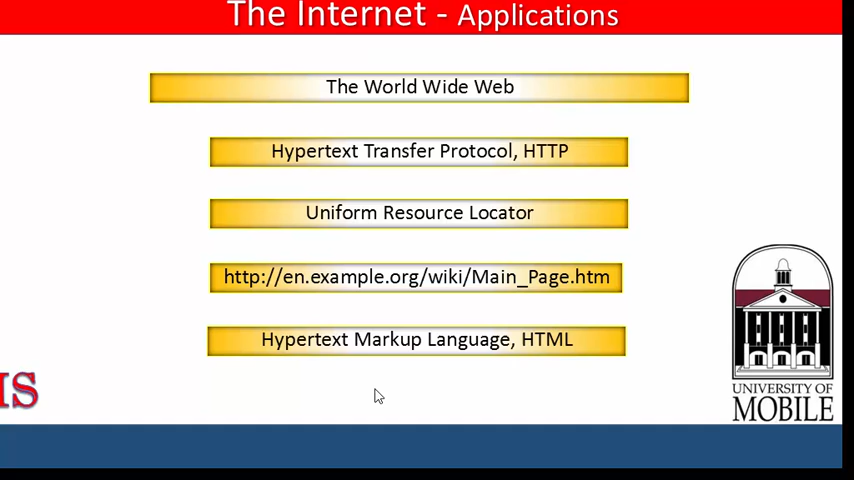 The Internet - Applications
The World Wide Web
Hypertext Transfer Protocol, HTTP
Uniform Resource Locator
http://en.example.org/wiki/Main_Page.htm
Hypertext Markup Language, HTML
IS
UNIVERSITY OF
MOBILE